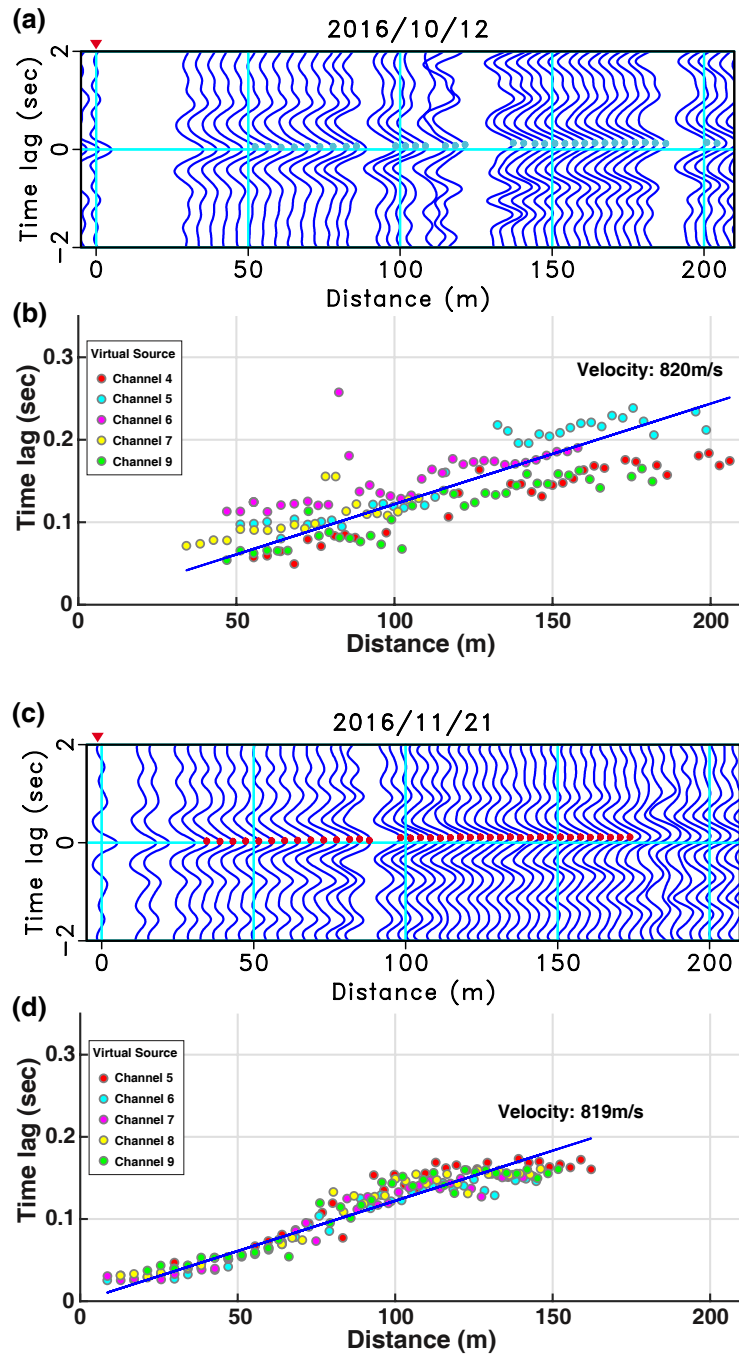 (a)
2016/10/12
Time lag (sec)
2
0
−2
0 50 100 150 200
Distance (m)
(b)
Time lag (sec)
0.3
0.2
0.1
0
Virtual Source
Channel 4
Channel 5
Channel 6
Channel 7
Channel 9
Velocity: 820m/s
0 50 100 150 200
Distance (m)
(c)
2016/11/21
Time lag (sec)
2
0
−2
0 50 100 150 200
Distance (m)
(d)
Time lag (sec)
0.3
0.2
0.1
0
Virtual Source
Channel 5
Channel 6
Channel 7
Channel 8
Channel 9
Velocity: 819m/s
0 50 100 150 200
Distance (m)